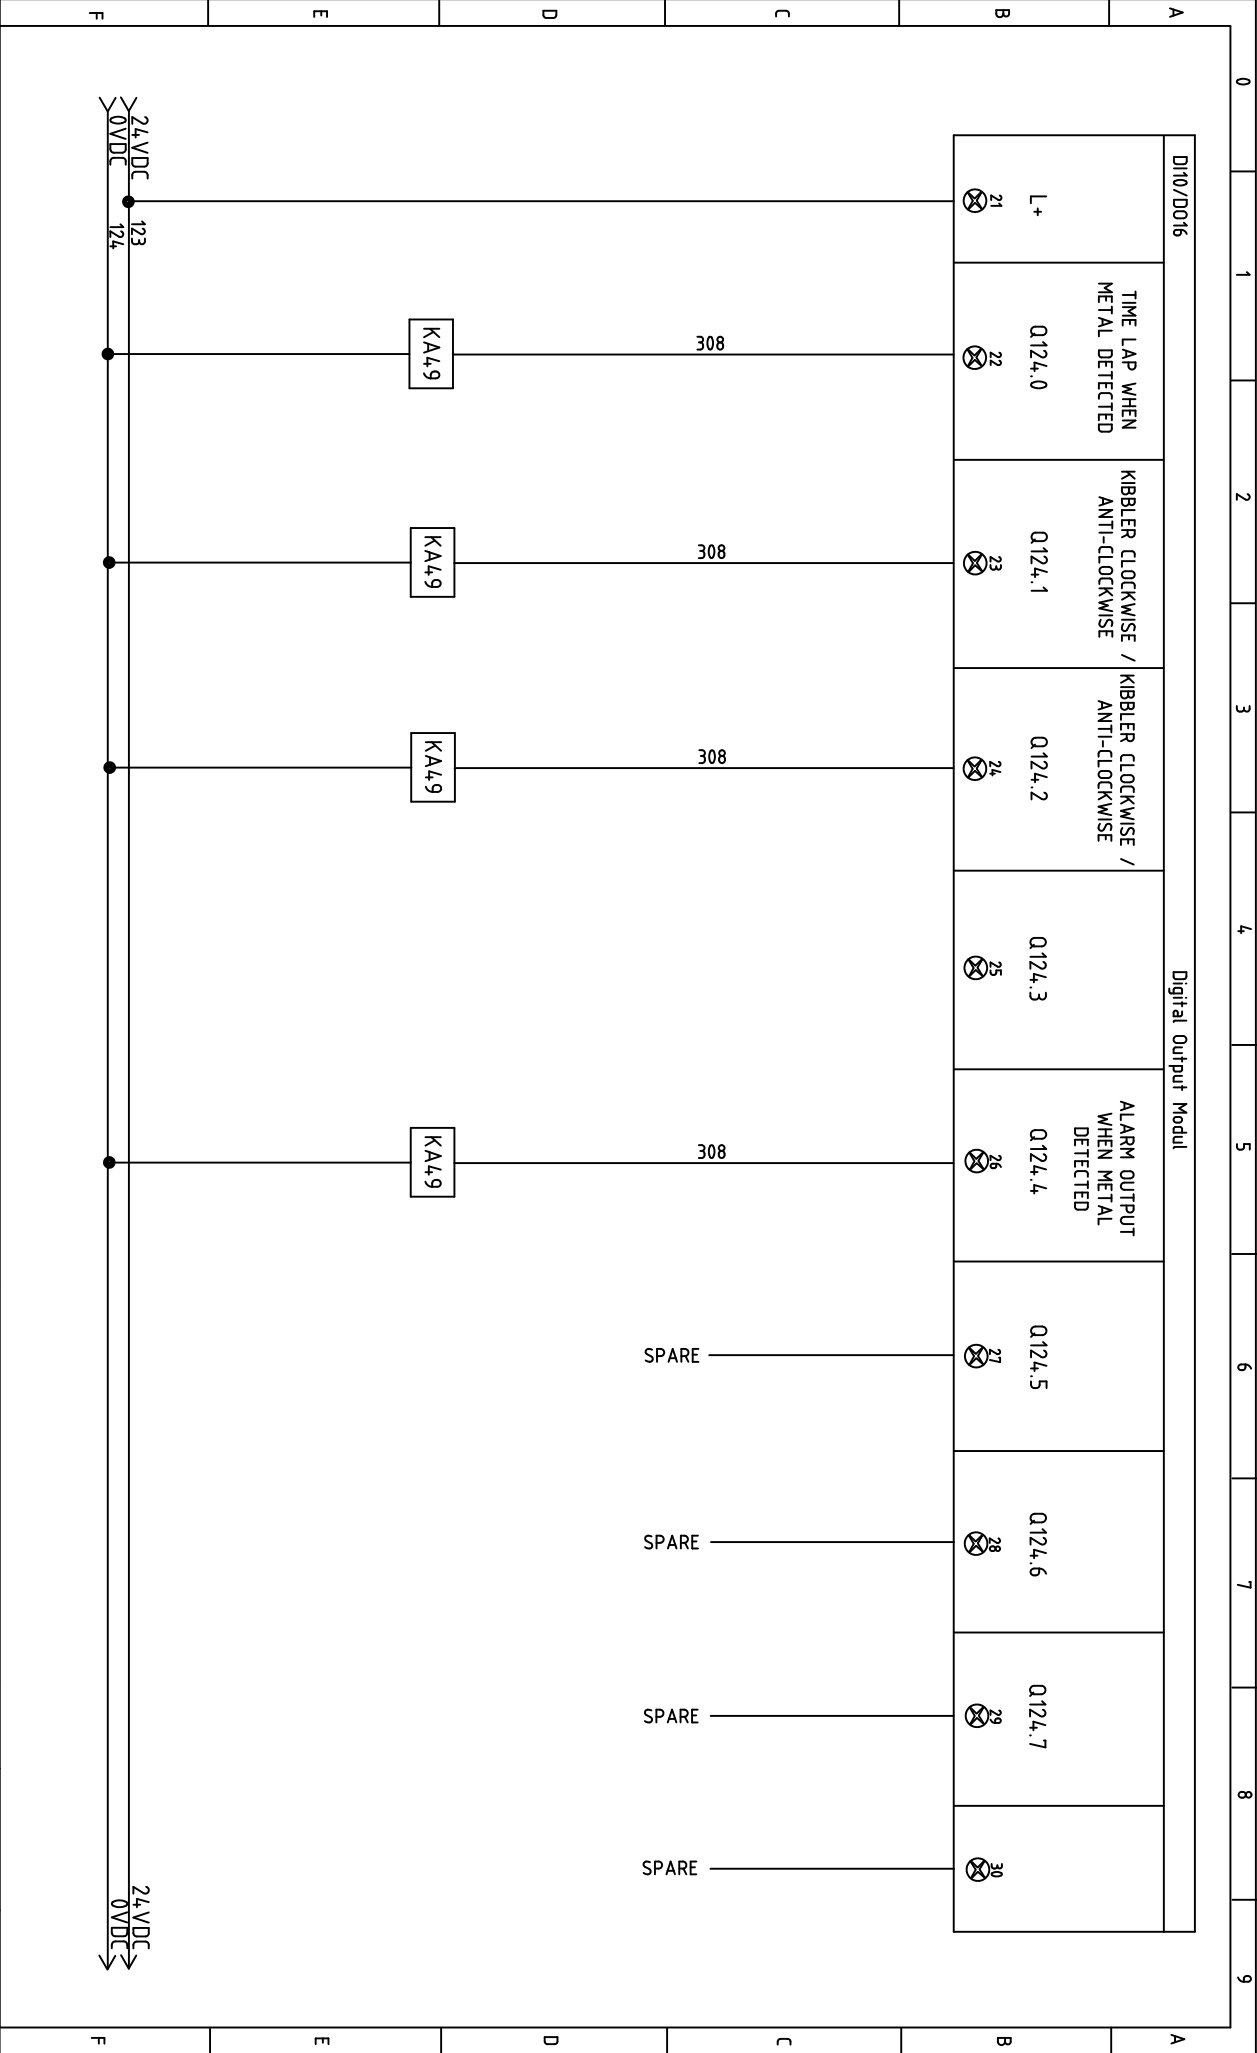 0
1
2
3
4
5
6
7
8
9
A
B
C
D
E
F
A
B
C
D
E
F
DI10/DO16
Digital Output Modul
L+
21
TIME LAP WHEN
METAL DETECTED
Q124.0
22
KIBBLER CLOCKWISE /
ANTI-CLOCKWISE
Q124.1
23
KIBBLER CLOCKWISE /
ANTI-CLOCKWISE
Q124.2
24
Q124.3
25
ALARM OUTPUT
WHEN METAL
DETECTED
Q124.4
26
Q124.5
27
Q124.6
28
Q124.7
29
30
308
308
308
308
SPARE
SPARE
SPARE
SPARE
KA49
KA49
KA49
KA49
24VDC
123
24VDC
0VDC
124
0VDC